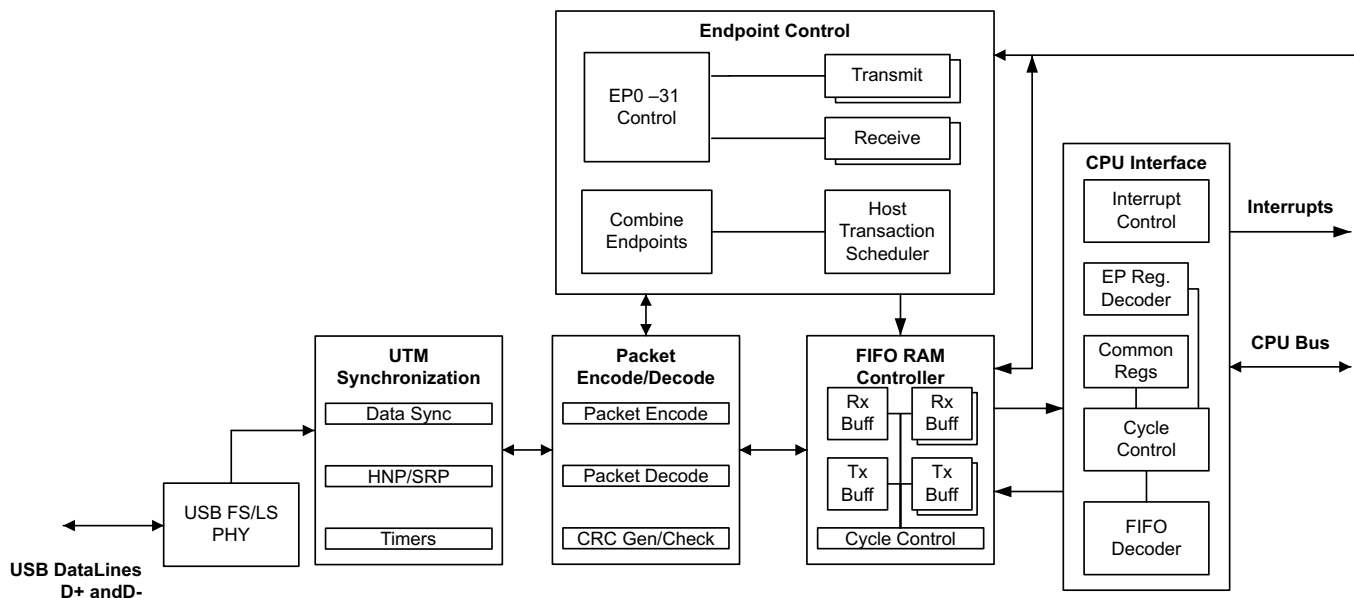 Endpoint Control
EP0 –31
Control
Transmit
Receive
Combine
Endpoints
Host
Transaction
Scheduler
CPU Interface
Interrupt
Control
EP Reg.
Decoder
Common
Regs
Cycle
Control
FIFO
Decoder
Interrupts
CPU Bus
UTM
Synchronization
Data Sync
HNP/SRP
Timers
Packet
Encode/Decode
Packet Encode
Packet Decode
CRC Gen/Check
FIFO RAM
Controller
Rx
Buff
Rx
Buff
Tx
Buff
Tx
Buff
Cycle Control
USB FS/LS
PHY
USB DataLines
D+ andD-